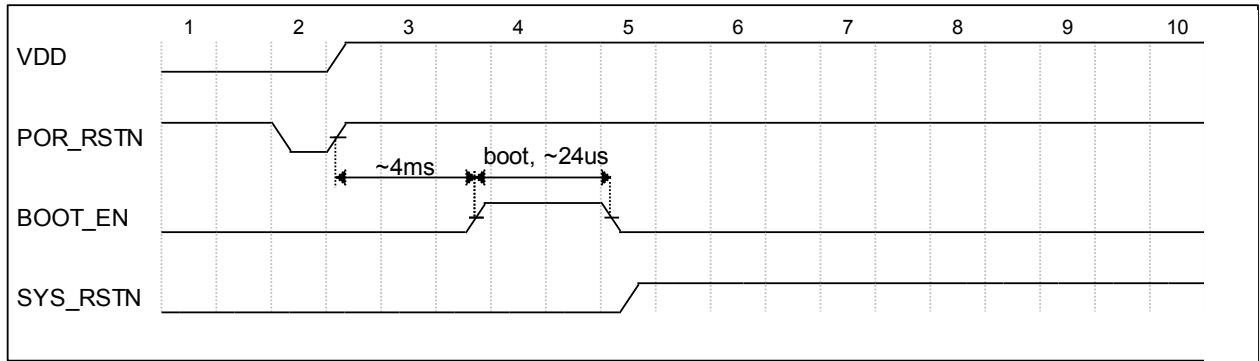 1 2 3 4 5 6 7 8 9 10
VDD
POR_RSTN
~4ms boot, ~24us
BOOT_EN
SYS_RSTN